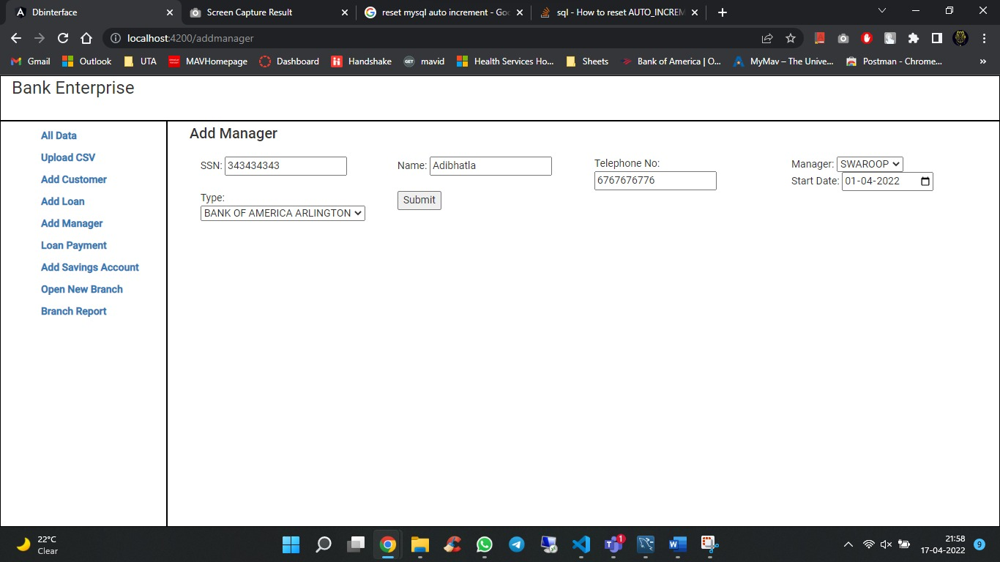 Dbinterface
Screen Capture Result
reset mysql auto increment - Goo
sql - How to reset AUTO_INCREM
localhost:4200/addmanager
Gmail
Outlook
UTA
MAVHomepage
Dashboard
Handshake
GET
mavid
Health Services Ho...
Sheets
Bank of America | O...
MyMav – The Unive...
Postman - Chrome...
»
Bank Enterprise
All Data
Upload CSV
Add Customer
Add Loan
Add Manager
Loan Payment
Add Savings Account
Open New Branch
Branch Report
Add Manager
SSN: 343434343
Name: Adibhatla
Telephone No:
6767676776
Manager: SWAROOP
Start Date: 01-04-2022
Type:
BANK OF AMERICA ARLINGTON
Submit
22°C
Clear
1
21:58
17-04-2022
9